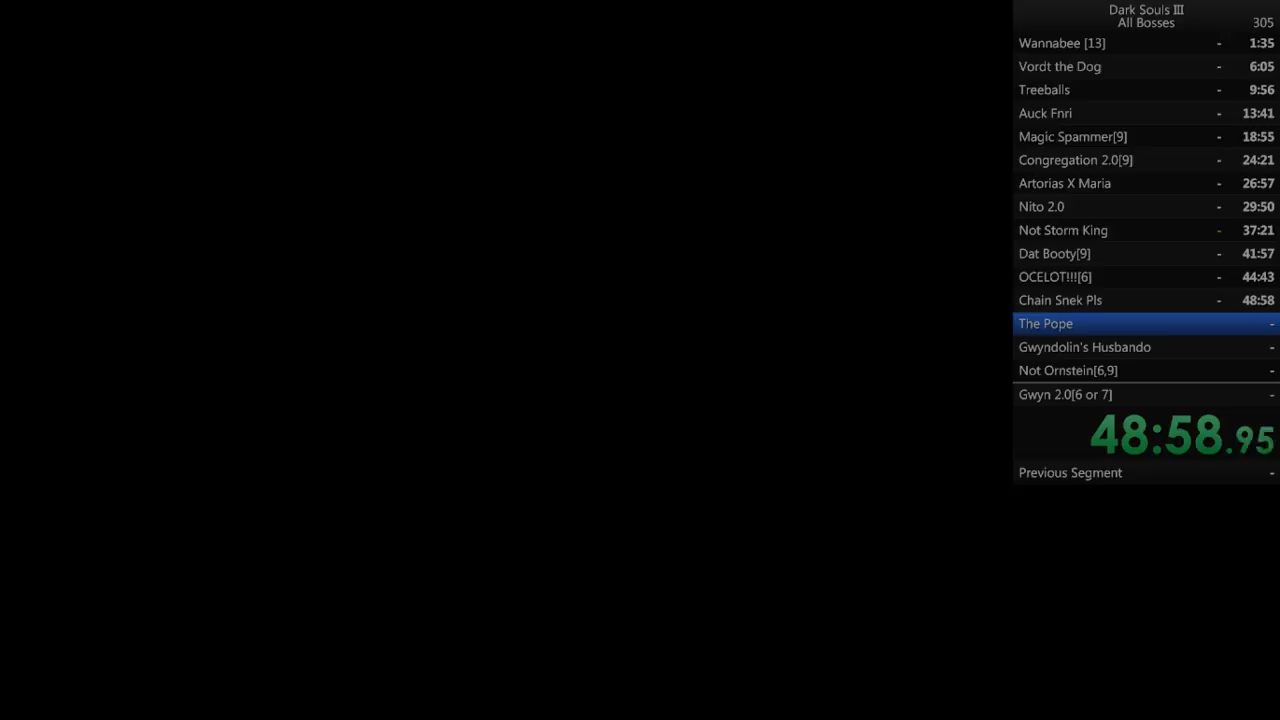 Dark Souls III
All Bosses 305
Wannabee [13] - 1:35
Vordt the Dog - 6:05
Treeballs - 9:56
Auck Fnri - 13:41
Magic Spammer[9] - 18:55
Congregation 2.0[9] - 24:21
Artorias X Maria - 26:57
Nito 2.0 - 29:50
Not Storm King - 37:21
Dat Booty[9] - 41:57
OCELOT!!![6] - 44:43
Chain Snek Pls - 48:58
The Pope -
Gwyndolin's Husbando -
Not Ornstein[6,9] -
Gwyn 2.0[6 or 7] -
48:58.95
Previous Segment -